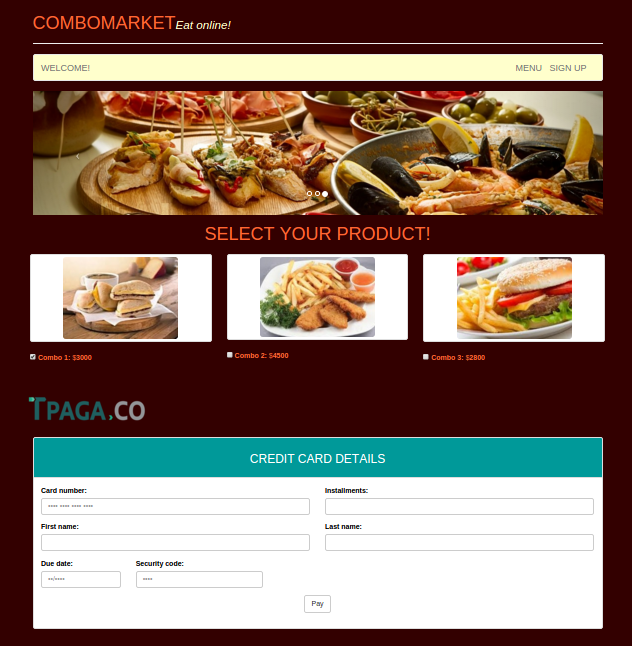 COMBOMARKET Eat online!
WELCOME! MENU SIGN UP
SELECT YOUR PRODUCT!
Combo 1: $3000 Combo 2: $4500 Combo 3: $2800
TPAGA.CO
CREDIT CARD DETAILS
Card number: Installments:
•••• •••• •••• ••••
First name: Last name:
Due date: Security code:
••/•••• ••••
Pay